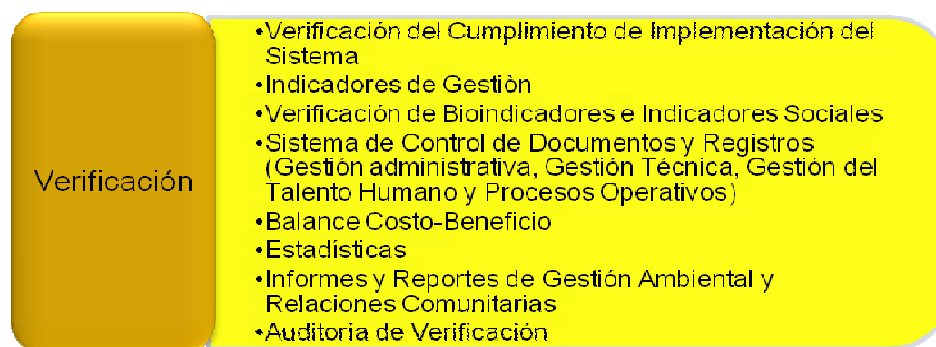 Verificación
•Verificación del Cumplimiento de Implementación del
Sistema
•Indicadores de Gestiòn
•Verificación de Bioindicadores e Indicadores Sociales
•Sistema de Control de Documentos y Registros
(Gestión administrativa, Gestión Técnica, Gestión del
Talento Humano y Procesos Operativos)
•Balance Costo-Beneficio
•Estadísticas
•Informes y Reportes de Gestión Ambiental y
Relaciones Comunitarias
•Auditoria de Verificación